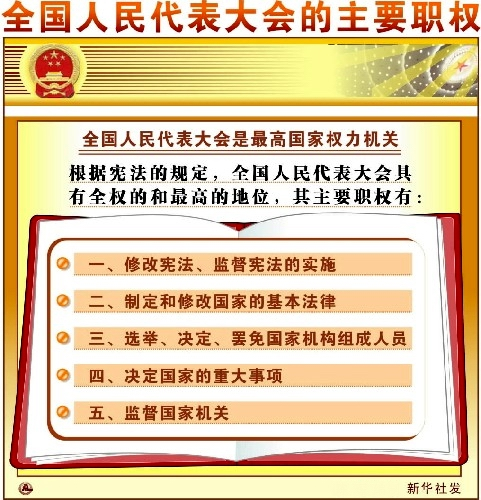 全国人民代表大会的主要职权
全国人民代表大会是最高国家权力机关
根据宪法的规定，全国人民代表大会具
有全权的和最高的地位，其主要职权有：
一、修改宪法、监督宪法的实施
二、制定和修改国家的基本法律
三、选举、决定、罢免国家机构组成人员
四、决定国家的重大事项
五、监督国家机关
新华社发